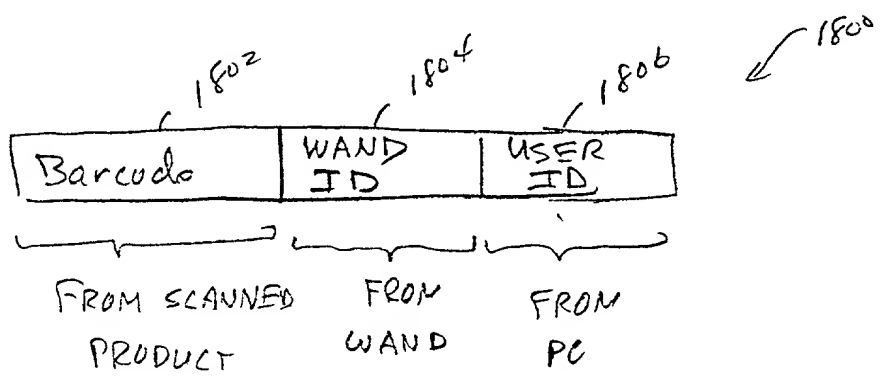 1800
1802
1804
1806
Barcode
WAND
ID
USER
ID
FROM SCANNED
PRODUCT
FROM
WAND
FROM
PC